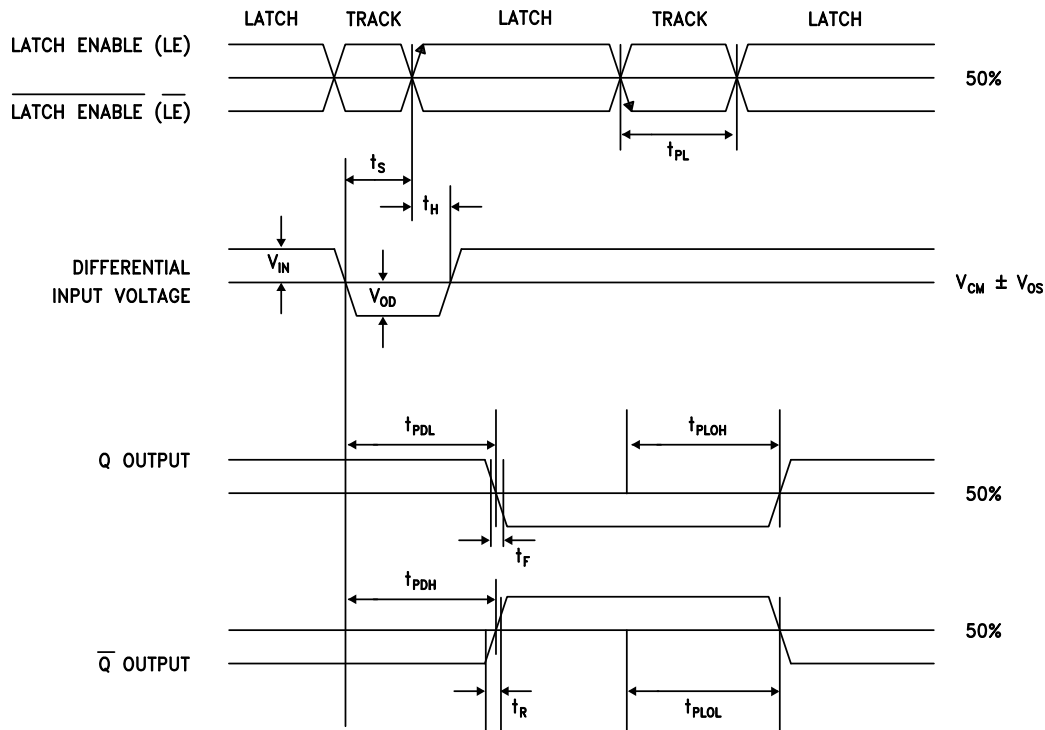 LATCH TRACK LATCH TRACK LATCH
LATCH ENABLE (LE)
50%
LATCH ENABLE (LE)
tPL
tS
tH
VIN
DIFFERENTIAL
INPUT VOLTAGE
VOD
VCM ± VOS
tPDL
tPLOH
Q OUTPUT
50%
tF
tPDH
50%
Q̅ OUTPUT
tR
tPLOL